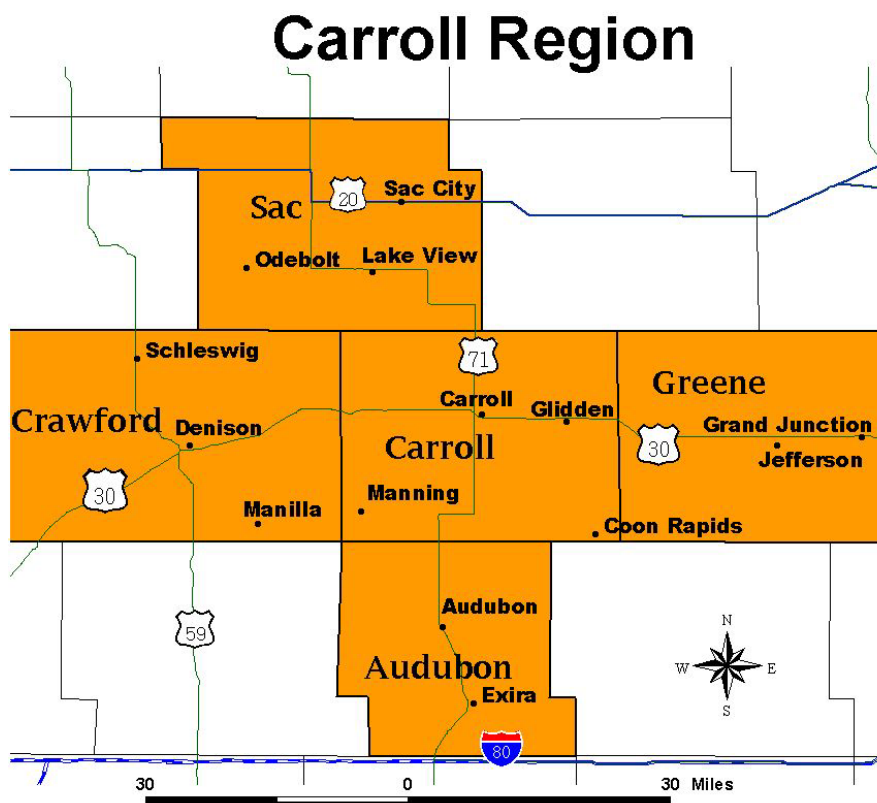 Carroll Region
Sac City
20
Sac
Odebolt
Lake View
Schleswig
71
Greene
Carroll
Crawford
Glidden
Denison
Grand Junction
Carroll
30
Jefferson
30
Manning
Manilla
Coon Rapids
Audubon
59
N
Audubon
W
E
Exira
S
80
30
0
30 Miles